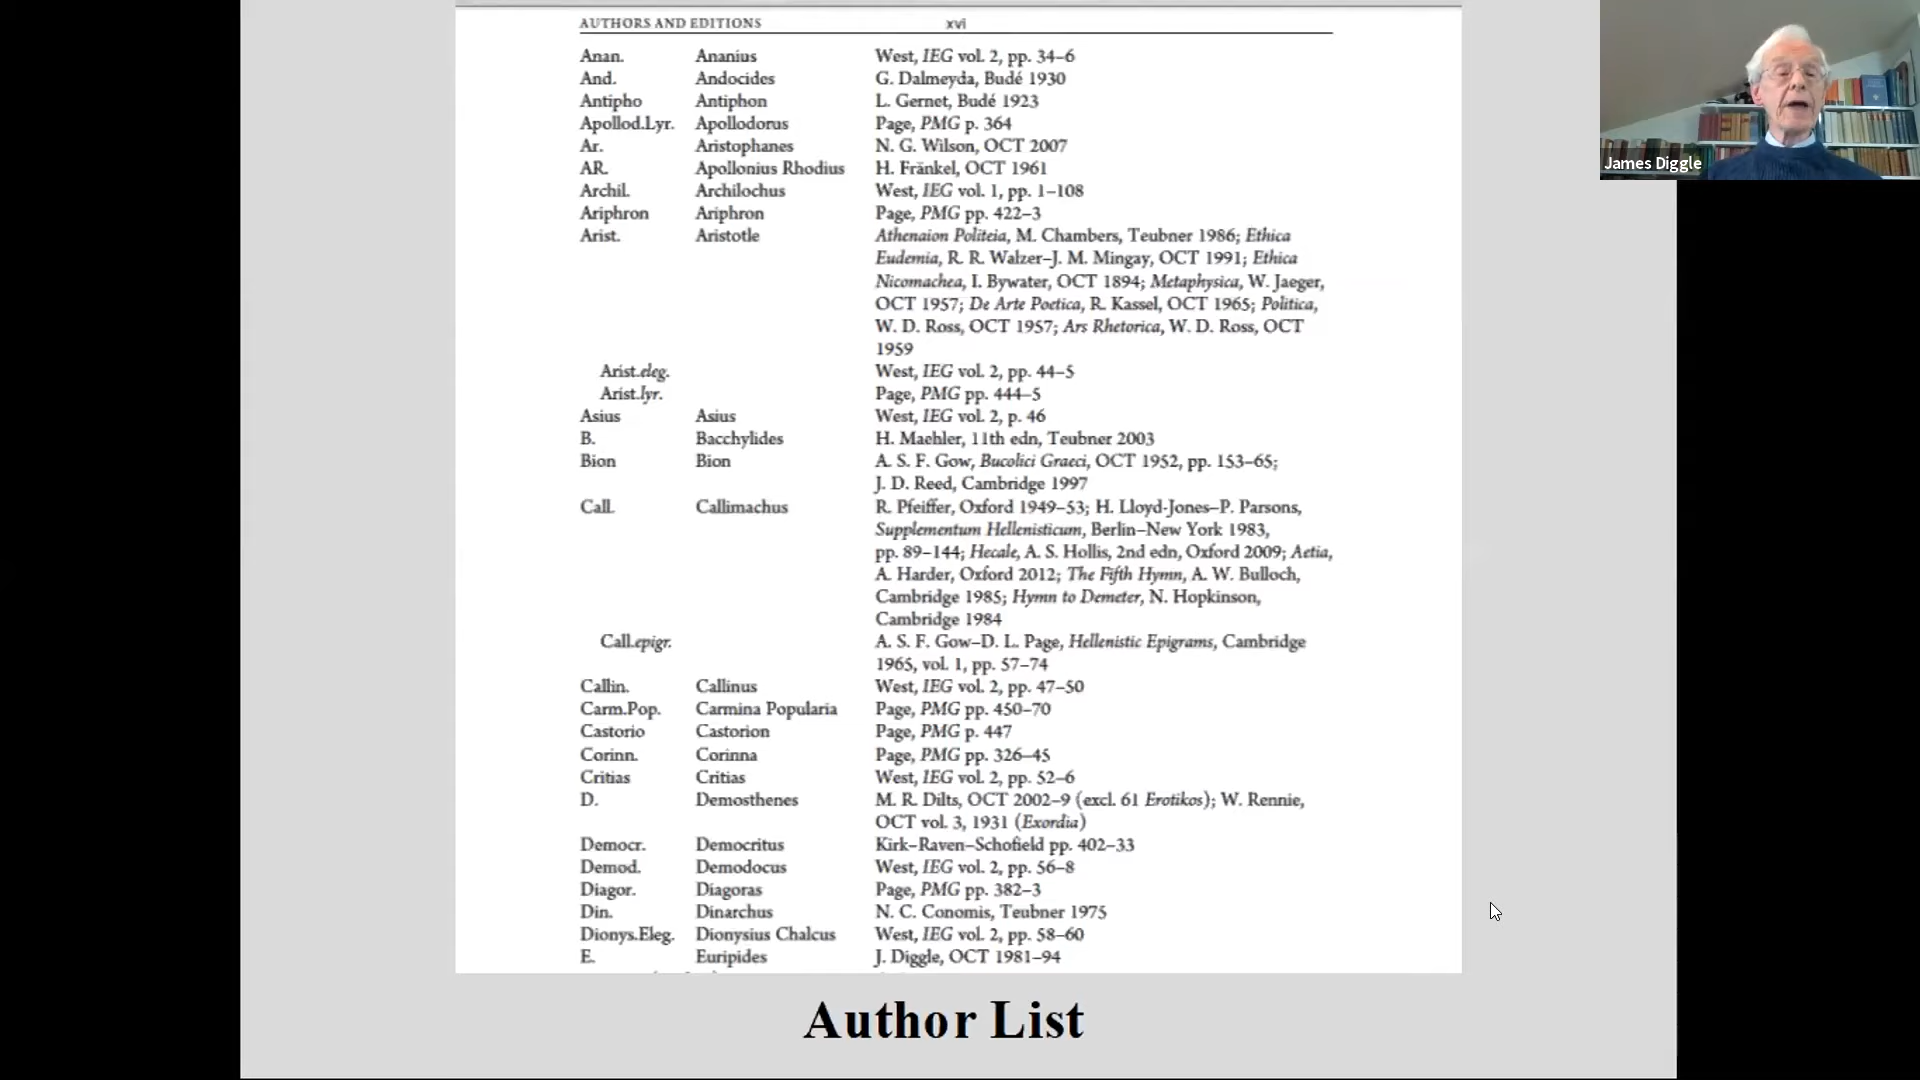 AUTHORS AND EDITIONS xvi
Anan. Ananius West, IEG vol. 2, pp. 34–6
And. Andocides G. Dalmeyda, Budé 1930
Antipho Antiphon L. Gernet, Budé 1923
Apollod.Lyr. Apollodorus Page, PMG p. 364
Ar. Aristophanes N. G. Wilson, OCT 2007
AR. Apollonius Rhodius H. Fränkel, OCT 1961
Archil. Archilochus West, IEG vol. 1, pp. 1–108
Ariphron Ariphron Page, PMG pp. 422–3
Arist. Aristotle Athenaion Politeia, M. Chambers, Teubner 1986; Ethica
Eudemia, R. R. Walzer–J. M. Mingay, OCT 1991; Ethica
Nicomachea, I. Bywater, OCT 1894; Metaphysica, W. Jaeger,
OCT 1957; De Arte Poetica, R. Kassel, OCT 1965; Politica,
W. D. Ross, OCT 1957; Ars Rhetorica, W. D. Ross, OCT
1959
Arist.eleg. West, IEG vol. 2, pp. 44–5
Arist.lyr. Page, PMG pp. 444–5
Asius Asius West, IEG vol. 2, p. 46
B. Bacchylides H. Maehler, 11th edn, Teubner 2003
Bion Bion A. S. F. Gow, Bucolici Graeci, OCT 1952, pp. 153–65;
J. D. Reed, Cambridge 1997
Call. Callimachus R. Pfeiffer, Oxford 1949–53; H. Lloyd-Jones–P. Parsons,
Supplementum Hellenisticum, Berlin–New York 1983,
pp. 89–144; Hecale, A. S. Hollis, 2nd edn, Oxford 2009; Aetia,
A. Harder, Oxford 2012; The Fifth Hymn, A. W. Bulloch,
Cambridge 1985; Hymn to Demeter, N. Hopkinson,
Cambridge 1984
Call.epigr. A. S. F. Gow–D. L. Page, Hellenistic Epigrams, Cambridge
1965, vol. 1, pp. 57–74
Callin. Callinus West, IEG vol. 2, pp. 47–50
Carm.Pop. Carmina Popularia Page, PMG pp. 450–70
Castorio Castorion Page, PMG p. 447
Corinn. Corinna Page, PMG pp. 326–45
Critias Critias West, IEG vol. 2, pp. 52–6
D. Demosthenes M. R. Dilts, OCT 2002–9 (excl. 61 Erotikos); W. Rennie,
OCT vol. 3, 1931 (Exordia)
Democr. Democritus Kirk–Raven–Schofield pp. 402–33
Demod. Demodocus West, IEG vol. 2, pp. 56–8
Diagor. Diagoras Page, PMG pp. 382–3
Din. Dinarchus N. C. Conomis, Teubner 1975
Dionys.Eleg. Dionysius Chalcus West, IEG vol. 2, pp. 58–60
E. Euripides J. Diggle, OCT 1981–94
Author List
James Diggle